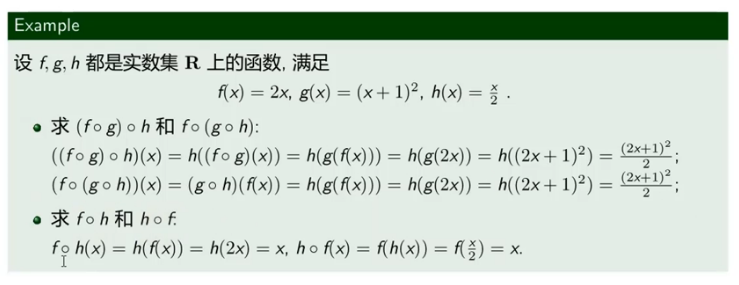 Example
设 f, g, h 都是实数集 R 上的函数, 满足
f(x) = 2x, g(x) = (x + 1)², h(x) = x/2 .
• 求 (f ∘ g) ∘ h 和 f ∘ (g ∘ h):
((f ∘ g) ∘ h)(x) = h((f ∘ g)(x)) = h(g(f(x))) = h(g(2x)) = h((2x + 1)²) = (2x+1)²/2;
(f ∘ (g ∘ h))(x) = (g ∘ h)(f(x)) = h(g(f(x))) = h(g(2x)) = h((2x + 1)²) = (2x+1)²/2;
• 求 f ∘ h 和 h ∘ f:
f ∘ h(x) = h(f(x)) = h(2x) = x, h ∘ f(x) = f(h(x)) = f(x/2) = x.